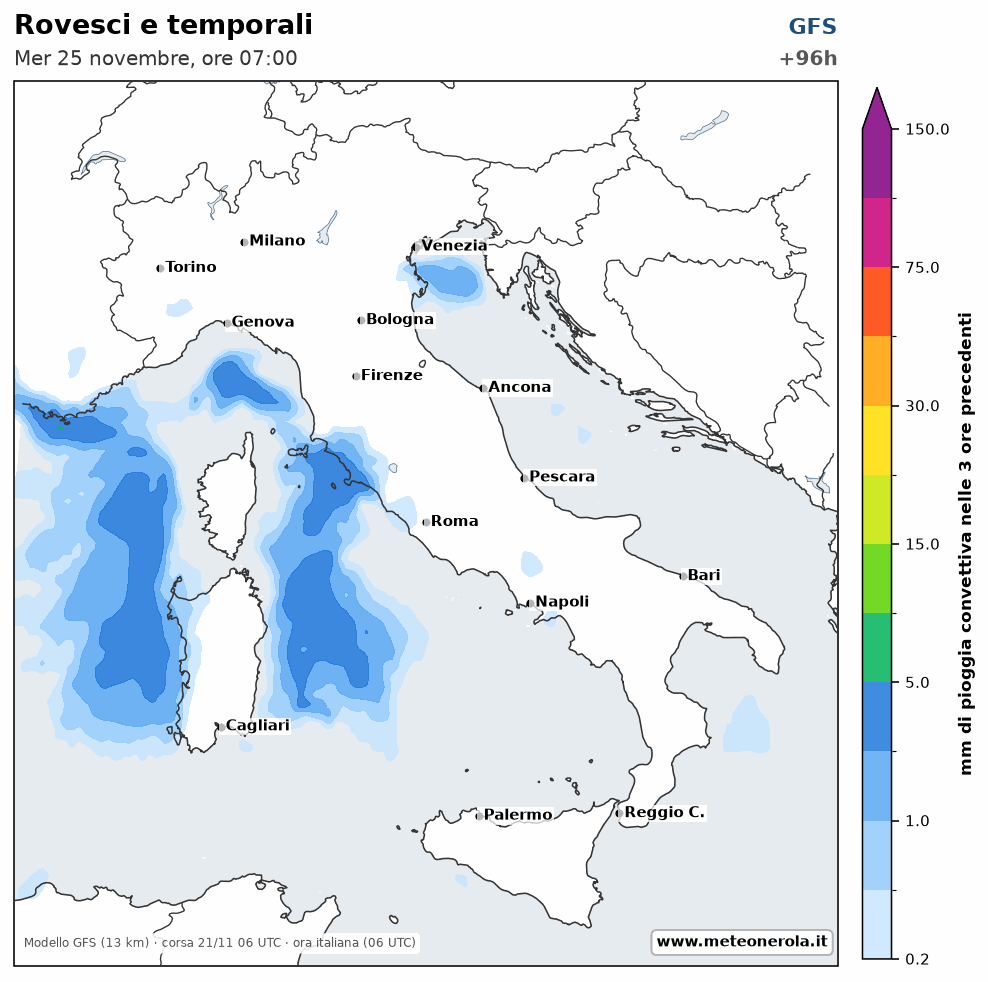 Rovesci e temporali
GFS
Mer 25 novembre, ore 07:00
+96h
150.0
75.0
30.0
15.0
5.0
1.0
0.2
mm di pioggia convettiva nelle 3 ore precedenti
Milano
Venezia
Torino
Genova
Bologna
Firenze
Ancona
Pescara
Roma
Bari
Napoli
Cagliari
Palermo
Reggio C.
Modello GFS (13 km) · corsa 21/11 06 UTC · ora italiana (06 UTC)
www.meteonerola.it